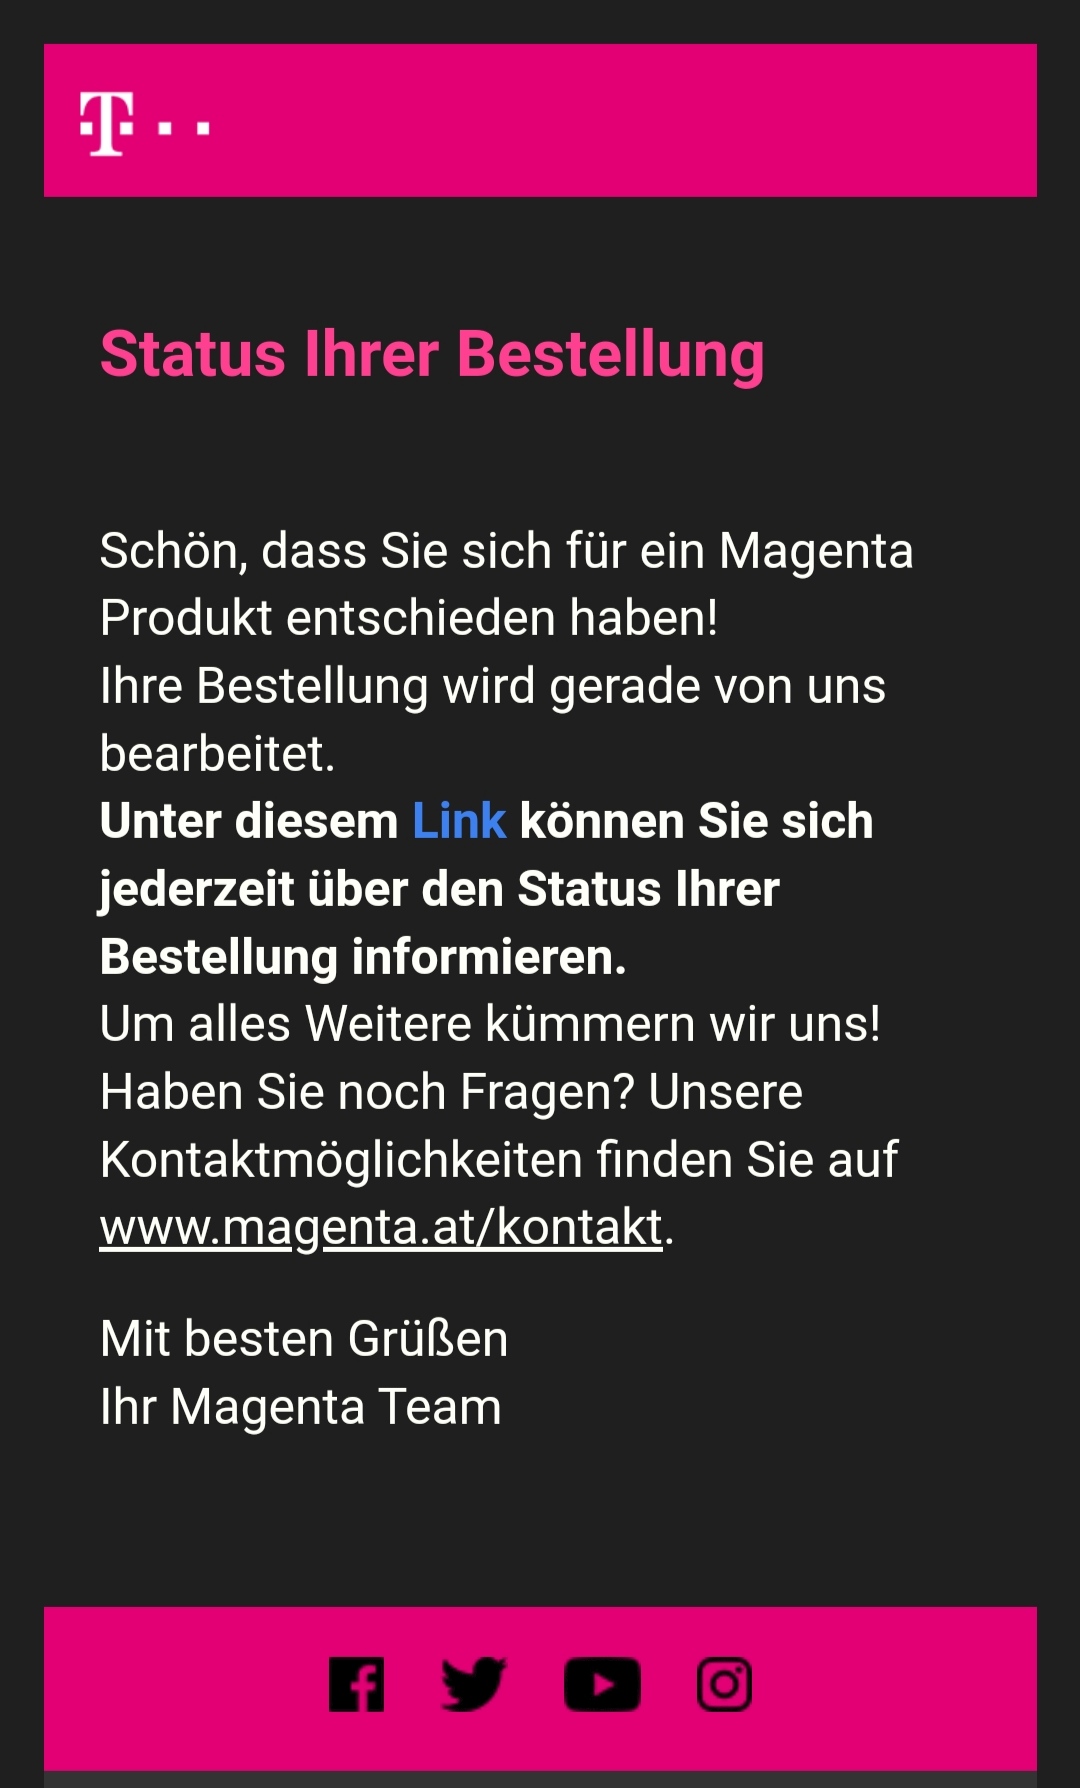 T
Status Ihrer Bestellung
Schön, dass Sie sich für ein Magenta
Produkt entschieden haben!
Ihre Bestellung wird gerade von uns
bearbeitet.
Unter diesem Link können Sie sich
jederzeit über den Status Ihrer
Bestellung informieren.
Um alles Weitere kümmern wir uns!
Haben Sie noch Fragen? Unsere
Kontaktmöglichkeiten finden Sie auf
www.magenta.at/kontakt.
Mit besten Grüßen
Ihr Magenta Team